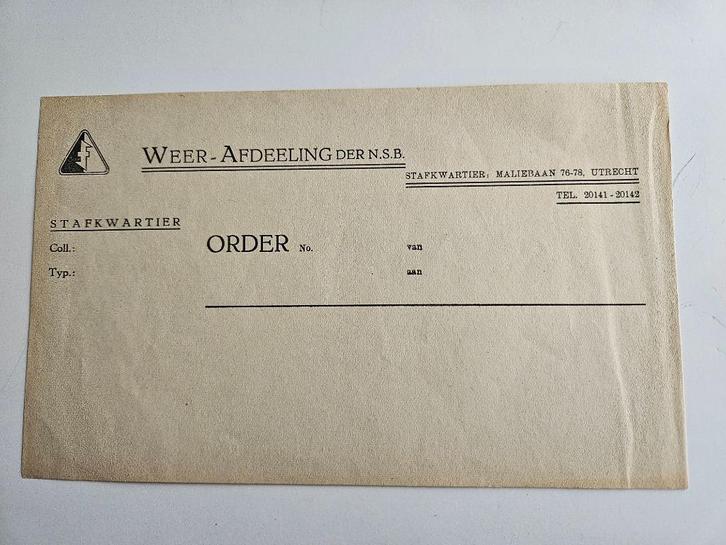 WEER-AFDEELING DER N.S.B.
STAFKWARTIER: MALIEBAAN 76-78, UTRECHT
TEL. 20141-20142
STAFKWARTIER
Coll.:
Typ.:
ORDER No.
van
aan